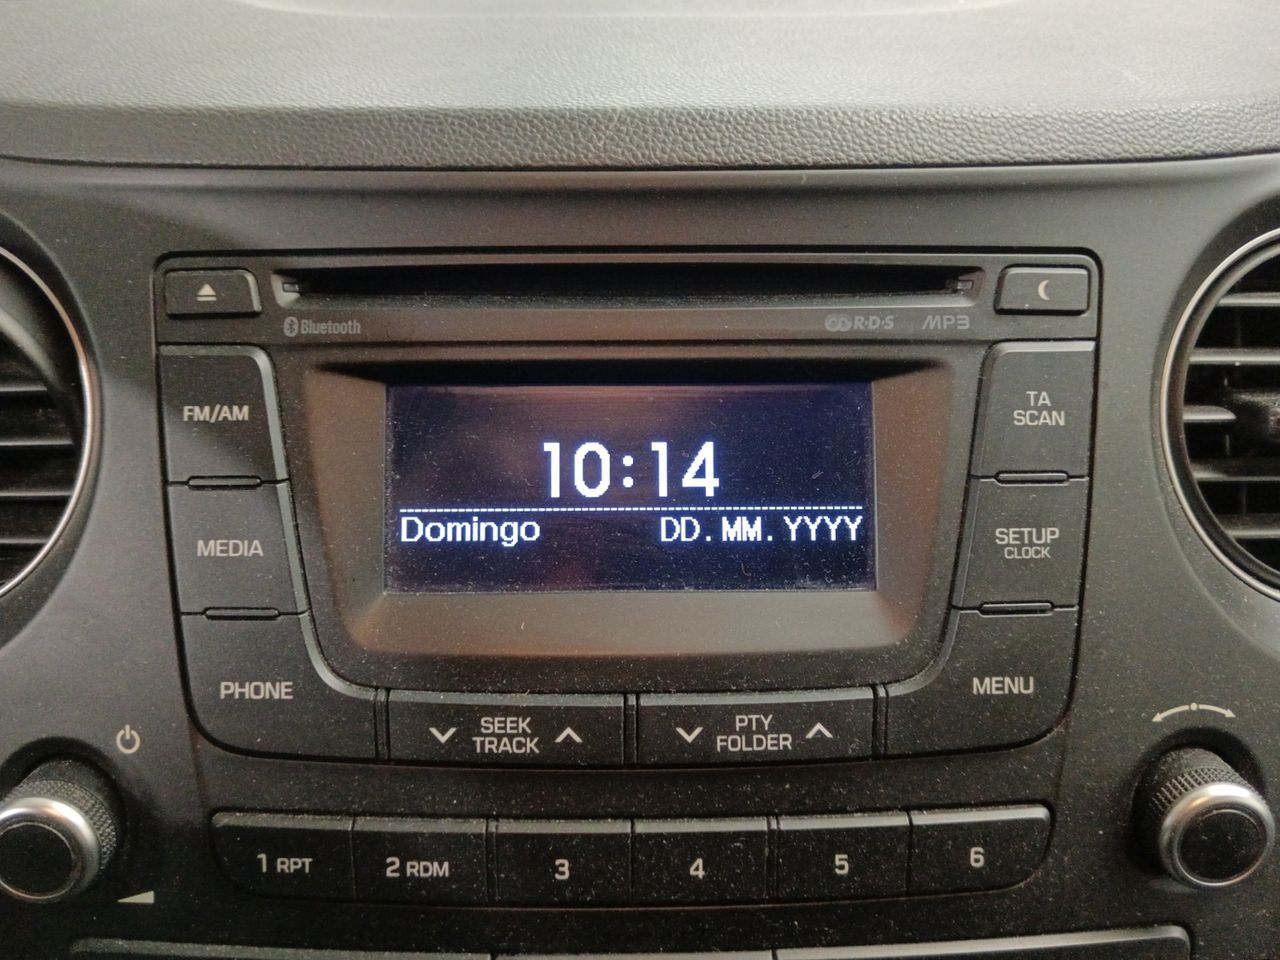 Bluetooth
R·D·S MP3
FM/AM
TA
SCAN
10:14
Domingo DD.MM.YYYY
MEDIA
SETUP
CLOCK
PHONE
MENU
SEEK
TRACK
PTY
FOLDER
1 RPT 2 RDM 3 4 5 6